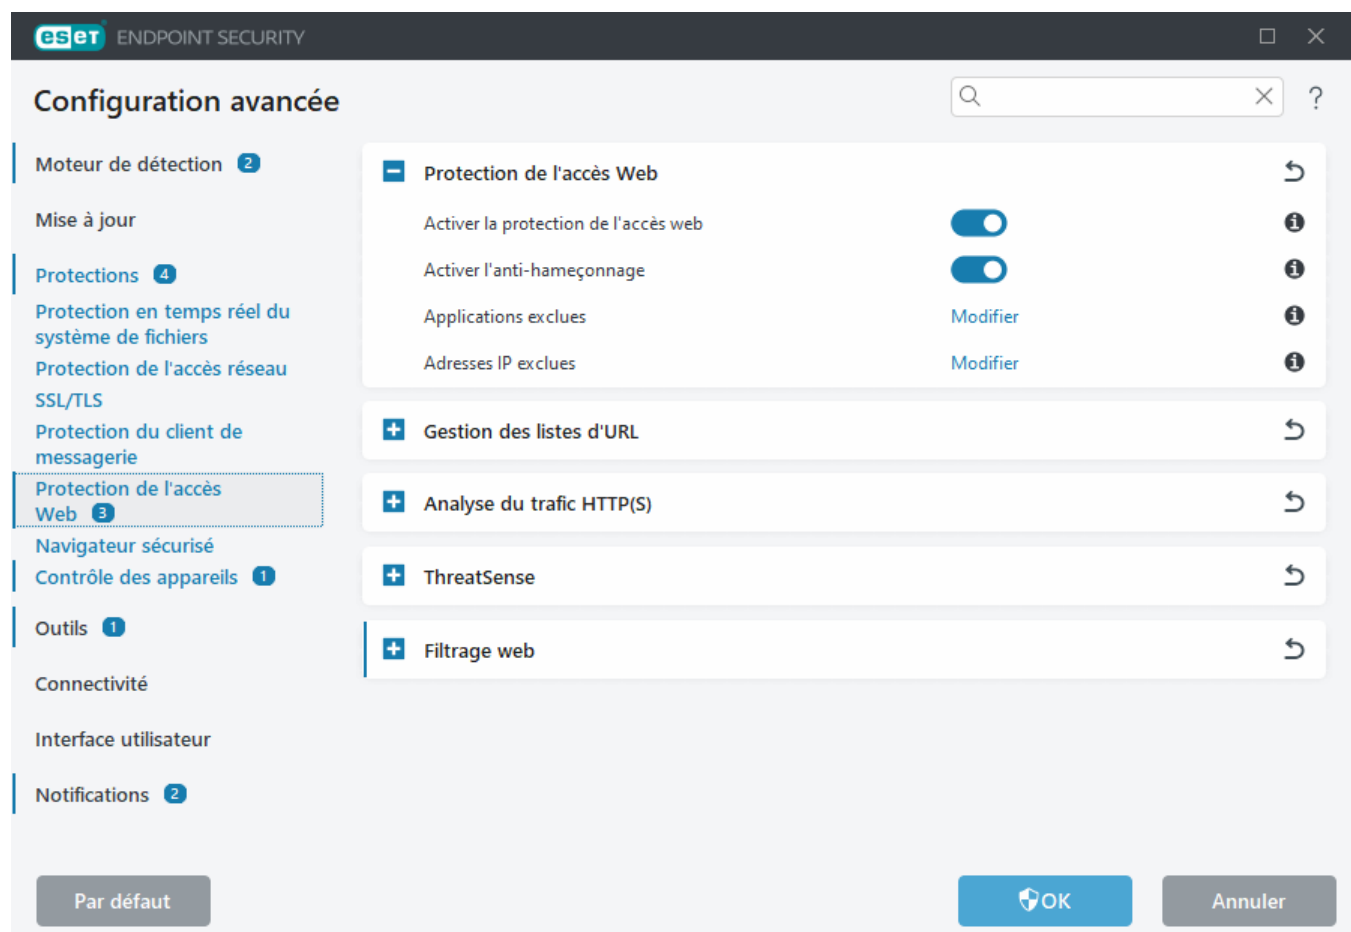 eset ENDPOINT SECURITY
Configuration avancée
?
Moteur de détection 2
Mise à jour
Protections 4
Protection en temps réel du
système de fichiers
Protection de l'accès réseau
SSL/TLS
Protection du client de
messagerie
Protection de l'accès
Web 3
Navigateur sécurisé
Contrôle des appareils 1
Outils 1
Connectivité
Interface utilisateur
Notifications 2
Protection de l'accès Web
Activer la protection de l'accès web
Activer l'anti-hameçonnage
Applications exclues Modifier
Adresses IP exclues Modifier
Gestion des listes d'URL
Analyse du trafic HTTP(S)
ThreatSense
Filtrage web
Par défaut
OK
Annuler